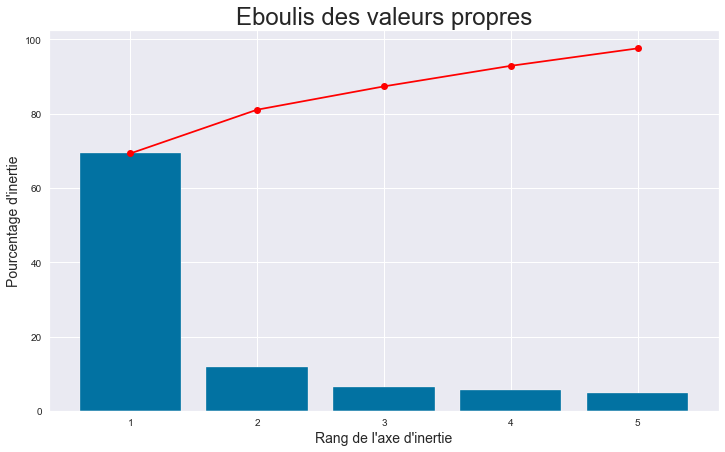 Eboulis des valeurs propres
Pourcentage d'inertie
100
80
60
40
20
0
1 2 3 4 5
Rang de l'axe d'inertie